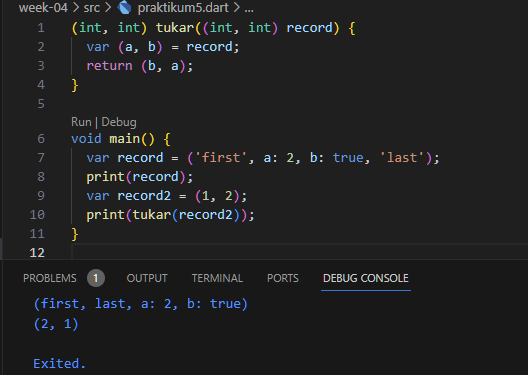 week-04 > src > praktikum5.dart > ...
1 (int, int) tukar((int, int) record) {
2   var (a, b) = record;
3   return (b, a);
4 }
5
Run | Debug
6 void main() {
7   var record = ('first', a: 2, b: true, 'last');
8   print(record);
9   var record2 = (1, 2);
10   print(tukar(record2));
11 }
12
PROBLEMS 1 OUTPUT TERMINAL PORTS DEBUG CONSOLE
(first, last, a: 2, b: true)
(2, 1)
Exited.